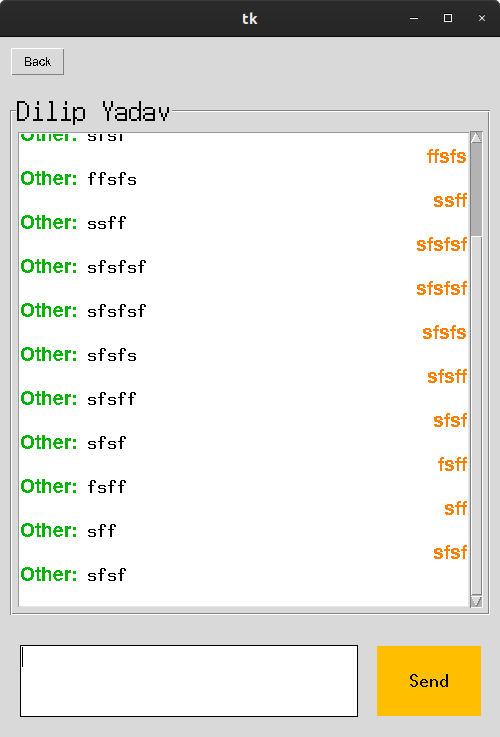 tk
Back
Dilip Yadav
Other: sfsf
ffsfs
Other: ffsfs
ssff
Other: ssff
sfsfsf
Other: sfsfsf
sfsfsf
Other: sfsfsf
sfsfs
Other: sfsfs
sfsff
Other: sfsff
sfsf
Other: sfsf
fsff
Other: fsff
sff
Other: sff
sfsf
Other: sfsf
Send